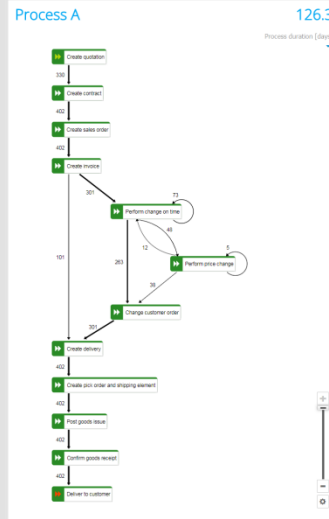 Process A
126.3
Process duration [days
Create quotation
330
Create contract
402
Create sales order
402
Create invoice
301
73
Perform change on time
48
12
5
Perform price change
101
263
38
Change customer order
301
Create delivery
402
Create pick order and shipping element
402
Post goods issue
402
Confirm goods receipt
402
Deliver to customer